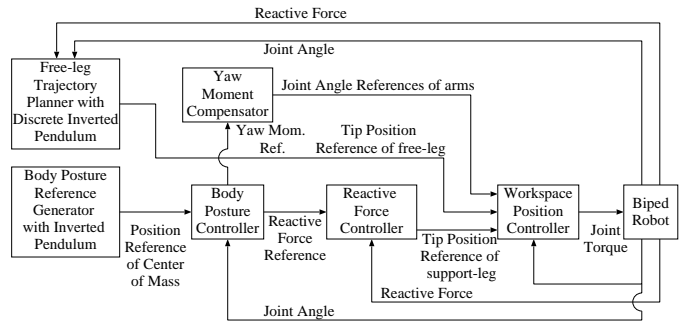 Reactive Force
Joint Angle
Free-leg
Trajectory
Planner with
Discrete Inverted
Pendulum
Yaw
Moment
Compensator
Joint Angle References of arms
Yaw Mom.
Ref.
Tip Position
Reference of free-leg
Body Posture
Reference
Generator
with Inverted
Pendulum
Position
Reference
of Center
of Mass
Body
Posture
Controller
Reactive
Force
Reference
Reactive
Force
Controller
Tip Position
Reference of
support-leg
Workspace
Position
Controller
Joint
Torque
Biped
Robot
Reactive Force
Joint Angle